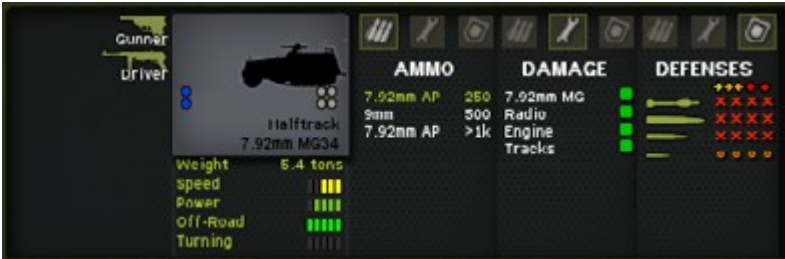 Gunner
Driver
Halftrack
7.92mm MG34
Weight 5.4 tons
Speed
Power
Off-Road
Turning
AMMO
7.92mm AP 250
9mm 500
7.92mm AP >1k
DAMAGE
7.92mm MG
Radio
Engine
Tracks
DEFENSES